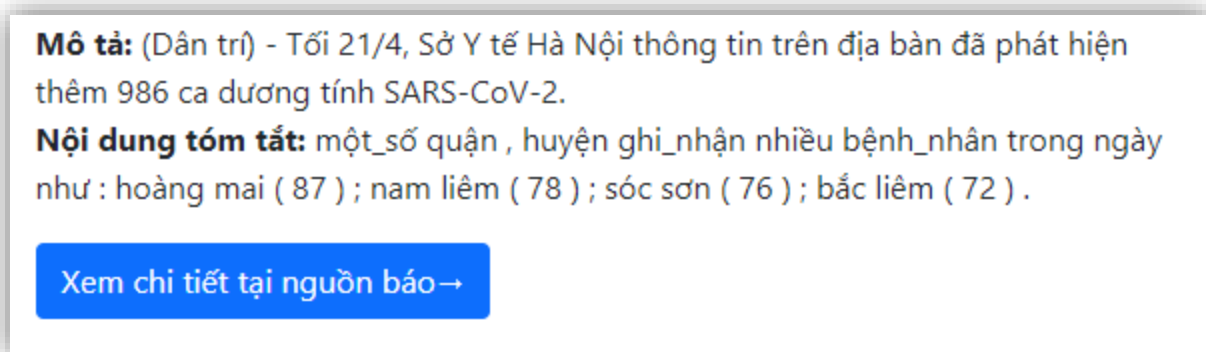 Mô tả: (Dân trí) - Tối 21/4, Sở Y tế Hà Nội thông tin trên địa bàn đã phát hiện
thêm 986 ca dương tính SARS-CoV-2.
Nội dung tóm tắt: một_số quận , huyện ghi_nhận nhiều bệnh_nhân trong ngày
như : hoàng mai ( 87 ) ; nam liêm ( 78 ) ; sóc sơn ( 76 ) ; bắc liêm ( 72 ) .
Xem chi tiết tại nguồn báo→